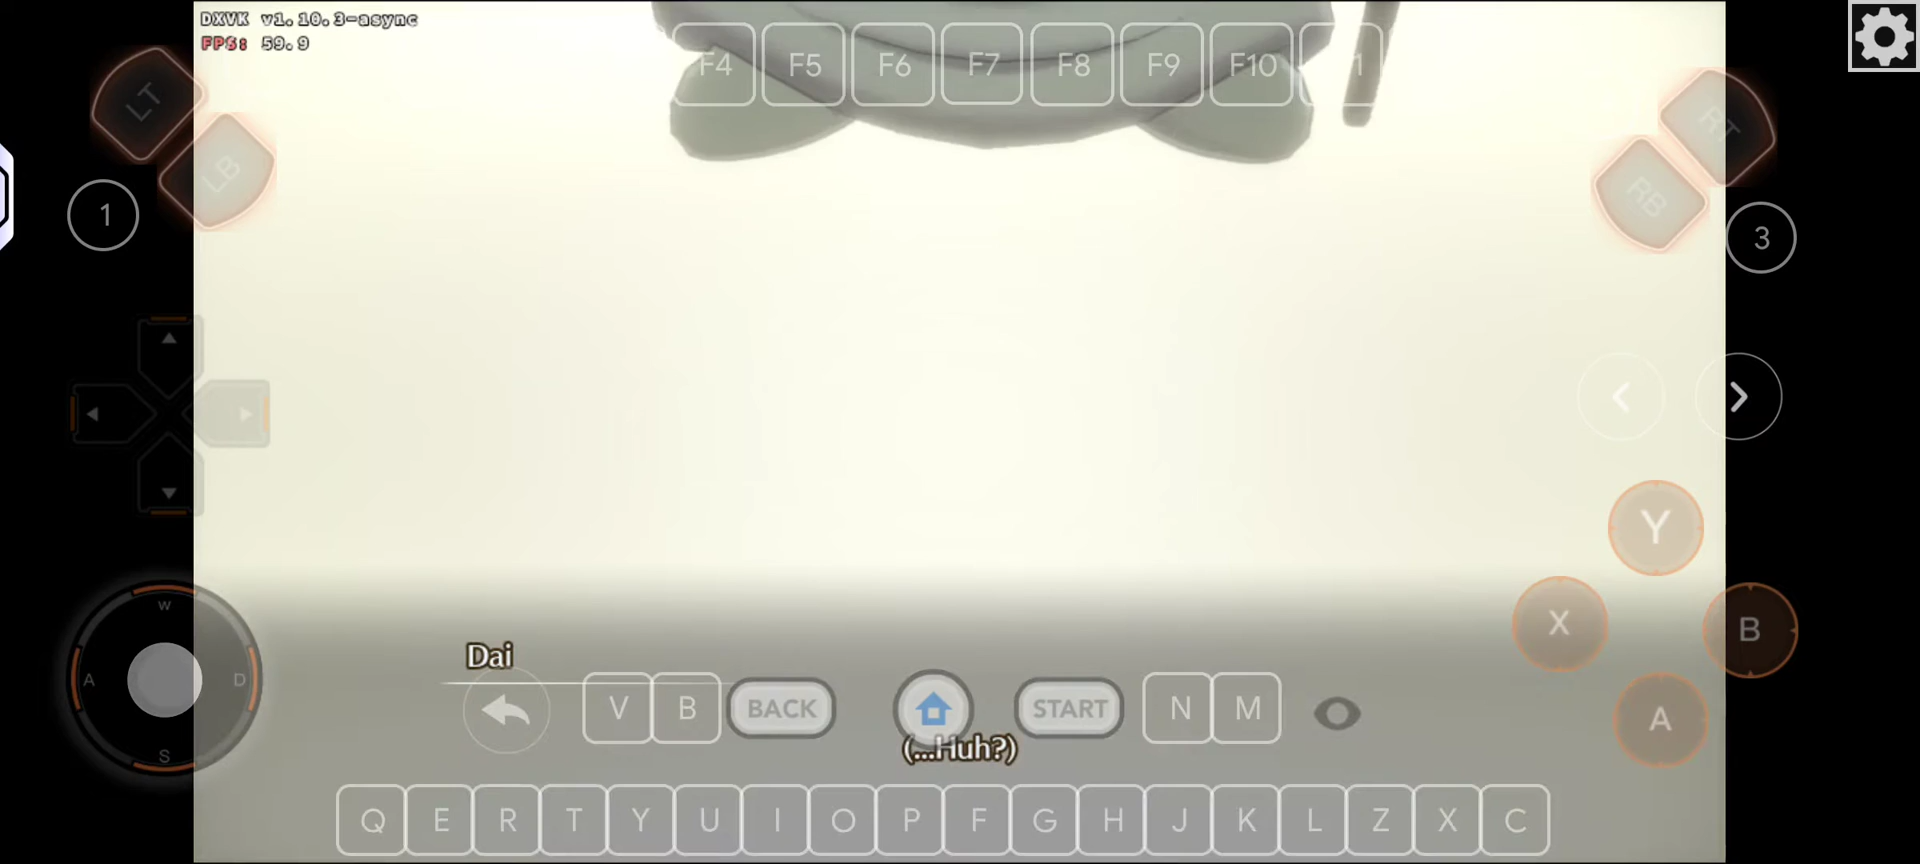 DXVK v1.10.3-async
FPS: 59.9
F4 F5 F6 F7 F8 F9 F10
LT
LB
RT
RB
1
3
Y
X
B
A
W
A
D
S
Dai
V B BACK START N M
(...Huh?)
Q E R T Y U I O P F G H J K L Z X C